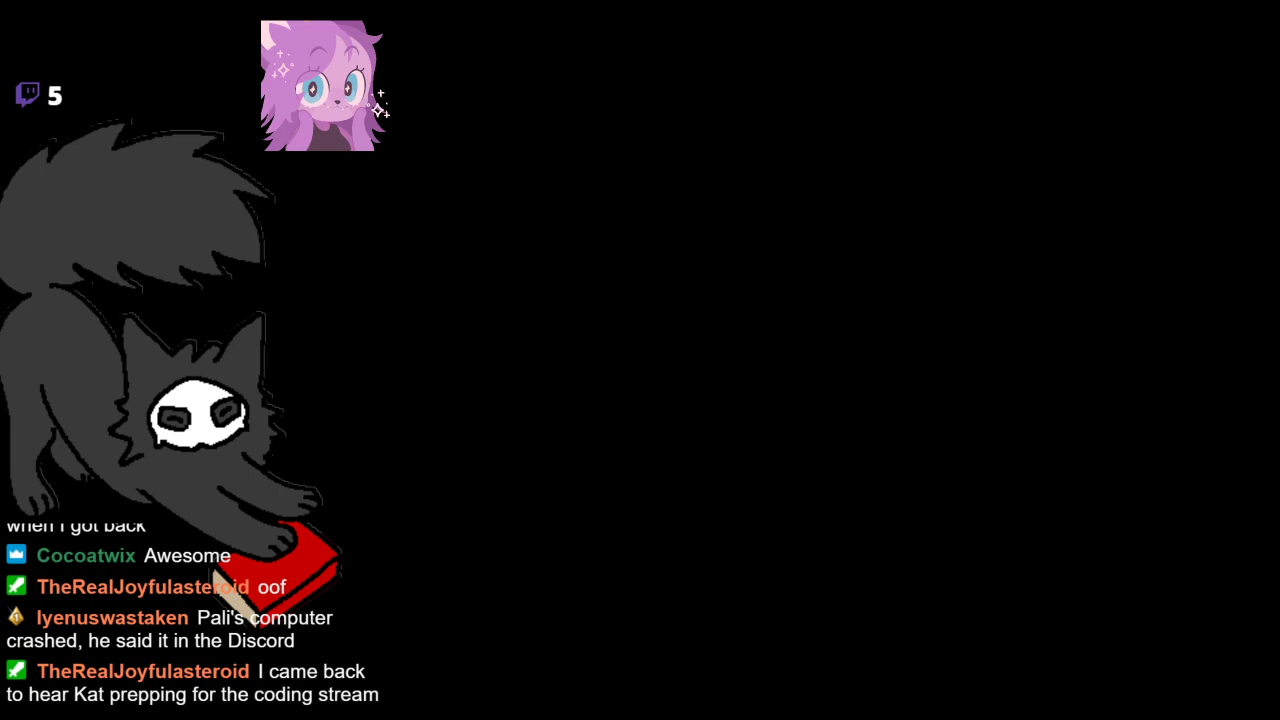 5
when I got back
Cocoatwix Awesome
TheRealJoyfulasteroid oof
lyenuswastaken Pali's computer
crashed, he said it in the Discord
TheRealJoyfulasteroid I came back
to hear Kat prepping for the coding stream